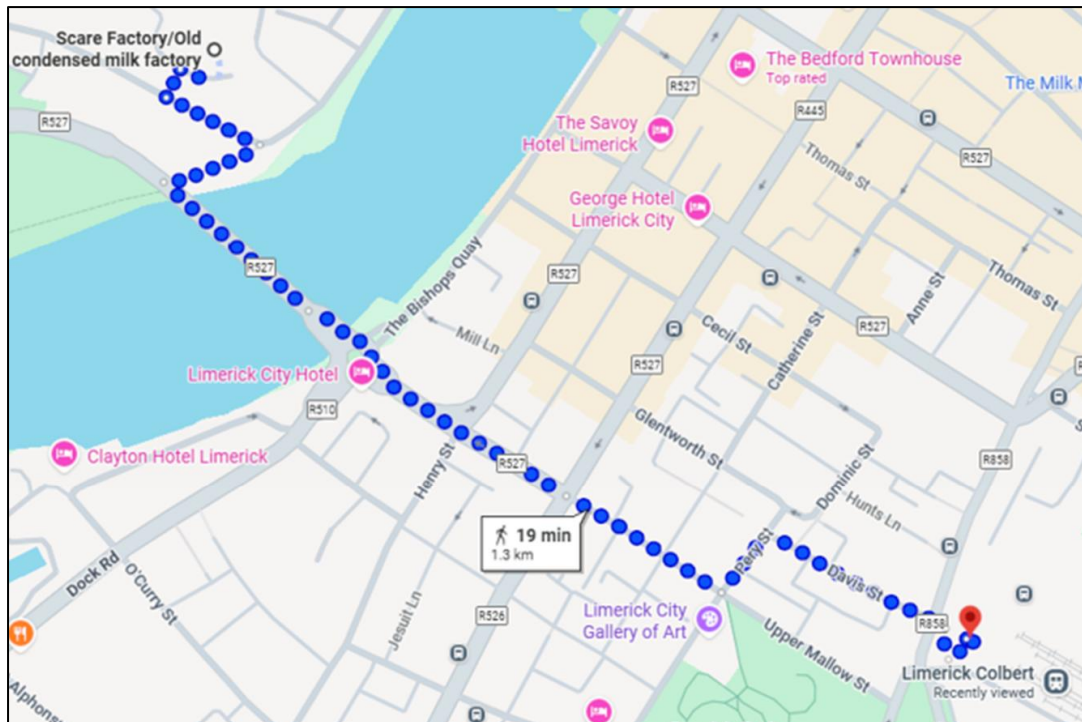 Scare Factory/Old
condensed milk factory
The Bedford Townhouse
Top rated
The Milk M
R527
R445
R527
The Savoy
Hotel Limerick
R527
Thomas St
George Hotel
Limerick City
R527
R527
The Bishops Quay
Mill Ln
Cecil St
Catherine St
R527
Anne St
Thomas St
R527
Limerick City Hotel
R510
Glentworth St
Clayton Hotel Limerick
Henry St
R527
Dominic St
R858
Hunts Ln
19 min
1.3 km
Pery St
Davis St
Dock Rd
O'Curry St
Jesuit Ln
R526
Limerick City
Gallery of Art
Upper Mallow St
R858
Limerick Colbert
Recently viewed
Alphons